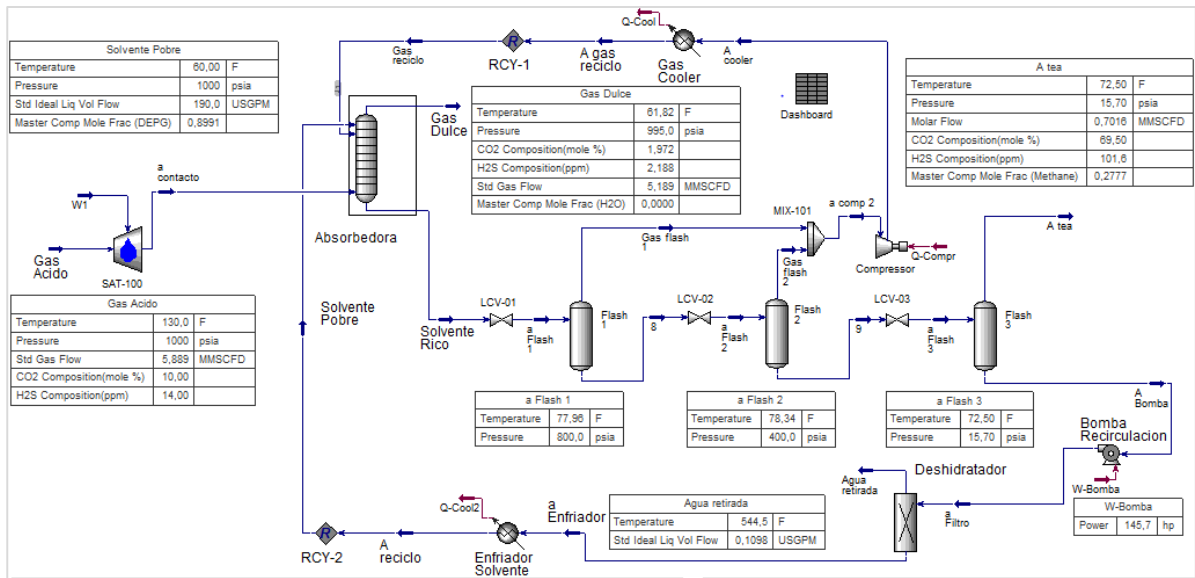 Q-Cool
Gas
reciclo
RCY-1
A gas
reciclo
Gas
Cooler
A
cooler
Solvente Pobre
Temperature 60,00 F
Pressure 1000 psia
Std Ideal Liq Vol Flow 190,0 USGPM
Master Comp Mole Frac (DEPG) 0,8991
Gas Dulce
Temperature 61,82 F
Pressure 995,0 psia
CO2 Composition(mole %) 1,972
H2S Composition(ppm) 2,188
Std Gas Flow 5,189 MMSCFD
Master Comp Mole Frac (H2O) 0,0000
Dashboard
A tea
Temperature 72,50 F
Pressure 15,70 psia
Molar Flow 0,7016 MMSCFD
CO2 Composition(mole %) 69,50
H2S Composition(ppm) 101,6
Master Comp Mole Frac (Methane) 0,2777
Gas
Dulce
a
contacto
W1
Gas
Acido
SAT-100
Absorbedora
MIX-101
a comp 2
Gas flash
1
Gas
flash
2
Compresor
Q-Compr
A tea
Gas Acido
Temperature 130,0 F
Pressure 1000 psia
Std Gas Flow 5,889 MMSCFD
CO2 Composition(mole %) 10,00
H2S Composition(ppm) 14,00
Solvente
Pobre
Solvente
Rico
LCV-01
a
Flash
1
Flash
1
8
LCV-02
a
Flash
2
Flash
2
9
LCV-03
a
Flash
3
Flash
3
a Flash 1
Temperature 77,96 F
Pressure 800,0 psia
a Flash 2
Temperature 78,34 F
Pressure 400,0 psia
a Flash 3
Temperature 72,50 F
Pressure 15,70 psia
A
Bomba
Bomba
Recirculacion
W-Bomba
W-Bomba
Power 145,7 hp
Deshidratador
Agua
retirada
a
Filtro
Agua retirada
Temperature 544,5 F
Std Ideal Liq Vol Flow 0,1098 USGPM
a
Enfriador
Q-Cool2
Enfriador
Solvente
A
reciclo
RCY-2